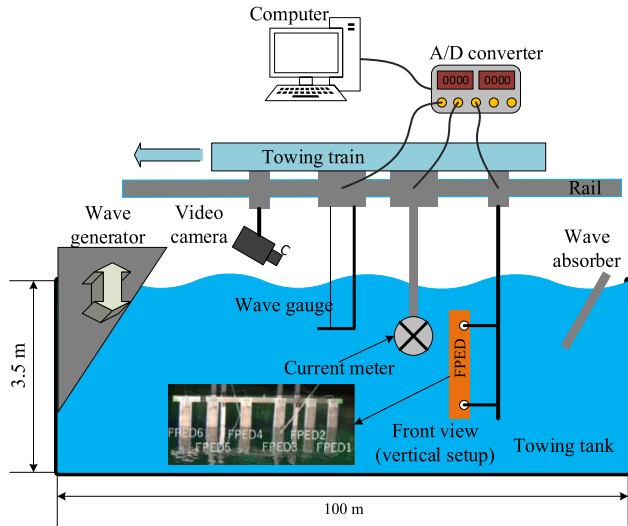 Computer
A/D converter
0000 0000
Towing train
Rail
Wave
generator
Video
camera
Wave
absorber
Wave gauge
3.5 m
Current meter
FPED
FPED6 FPED4 FPED2
FPED5 FPED3 FPED1
Front view
(vertical setup)
Towing tank
100 m